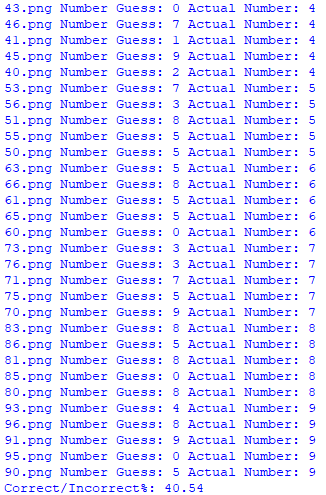 43.png Number Guess: 0 Actual Number: 4
46.png Number Guess: 7 Actual Number: 4
41.png Number Guess: 1 Actual Number: 4
45.png Number Guess: 9 Actual Number: 4
40.png Number Guess: 2 Actual Number: 4
53.png Number Guess: 7 Actual Number: 5
56.png Number Guess: 3 Actual Number: 5
51.png Number Guess: 8 Actual Number: 5
55.png Number Guess: 5 Actual Number: 5
50.png Number Guess: 5 Actual Number: 5
63.png Number Guess: 5 Actual Number: 6
66.png Number Guess: 8 Actual Number: 6
61.png Number Guess: 5 Actual Number: 6
65.png Number Guess: 5 Actual Number: 6
60.png Number Guess: 0 Actual Number: 6
73.png Number Guess: 3 Actual Number: 7
76.png Number Guess: 3 Actual Number: 7
71.png Number Guess: 7 Actual Number: 7
75.png Number Guess: 5 Actual Number: 7
70.png Number Guess: 9 Actual Number: 7
83.png Number Guess: 8 Actual Number: 8
86.png Number Guess: 5 Actual Number: 8
81.png Number Guess: 8 Actual Number: 8
85.png Number Guess: 0 Actual Number: 8
80.png Number Guess: 8 Actual Number: 8
93.png Number Guess: 4 Actual Number: 9
96.png Number Guess: 8 Actual Number: 9
91.png Number Guess: 9 Actual Number: 9
95.png Number Guess: 0 Actual Number: 9
90.png Number Guess: 5 Actual Number: 9
Correct/Incorrect%: 40.54